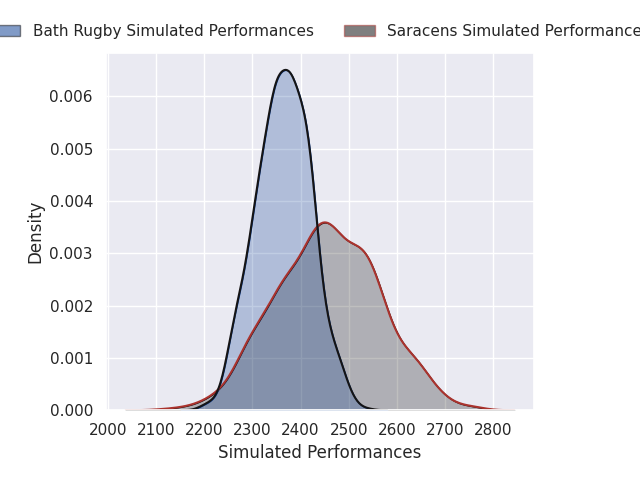 Bath Rugby Simulated Performances
Saracens Simulated Performance
0.006
0.005
0.004
0.003
0.002
0.001
0.000
Density
2000 2100 2200 2300 2400 2500 2600 2700 2800
Simulated Performances